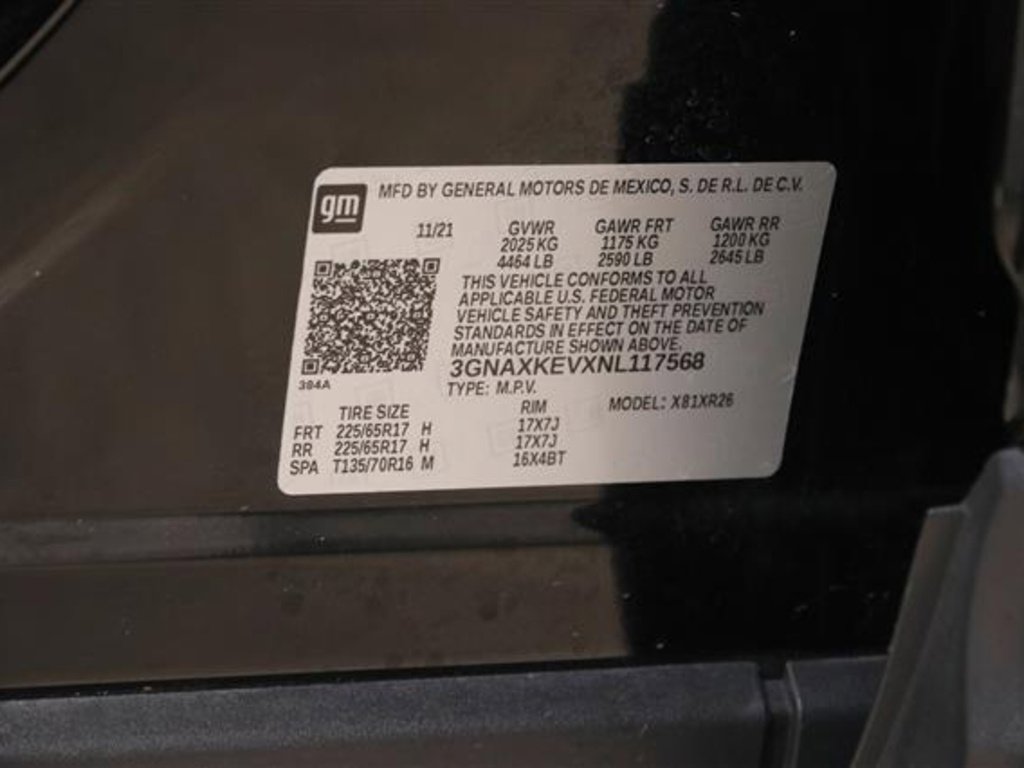 gm
MFD BY GENERAL MOTORS DE MEXICO, S. DE R.L. DE C.V.
11/21 GVWR GAWR FRT GAWR RR
2025 KG 1175 KG 1200 KG
4464 LB 2590 LB 2645 LB
THIS VEHICLE CONFORMS TO ALL
APPLICABLE U.S. FEDERAL MOTOR
VEHICLE SAFETY AND THEFT PREVENTION
STANDARDS IN EFFECT ON THE DATE OF
MANUFACTURE SHOWN ABOVE.
3GNAXKEVXNL117568
394A
TYPE: M.P.V. MODEL: X81XR26
TIRE SIZE RIM
FRT 225/65R17 H 17X7J
RR 225/65R17 H 17X7J
SPA T135/70R16 M 16X4BT